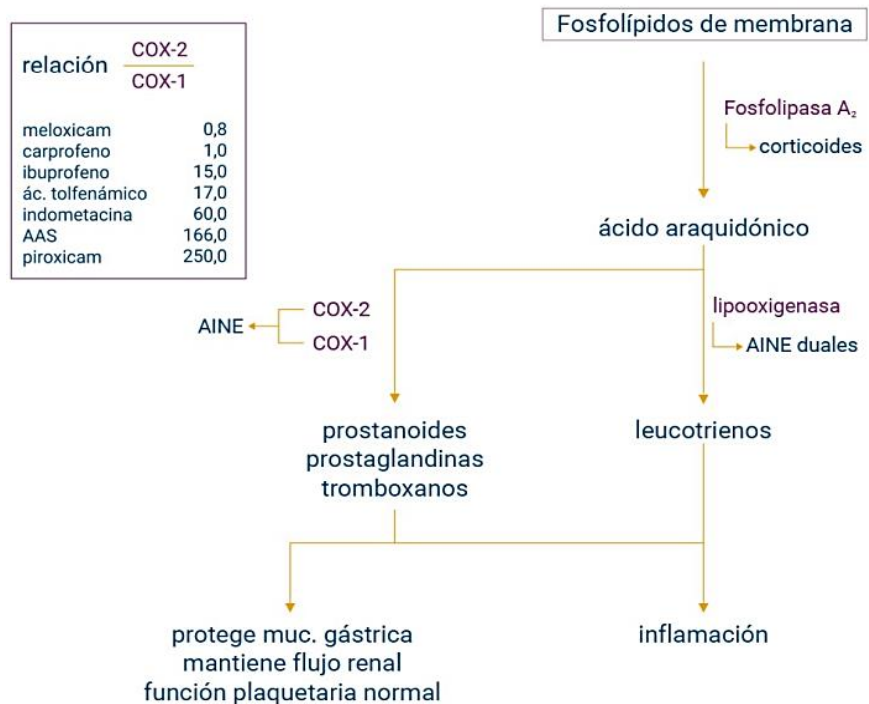 relación COX-2
COX-1
meloxicam 0,8
carprofeno 1,0
ibuprofeno 15,0
ác. tolfenámico 17,0
indometacina 60,0
AAS 166,0
piroxicam 250,0
Fosfolípidos de membrana
Fosfolipasa A₂
corticoides
ácido araquidónico
AINE
COX-2
COX-1
lipooxigenasa
AINE duales
prostanoides
prostaglandinas
tromboxanos
leucotrienos
protege muc. gástrica
mantiene flujo renal
función plaquetaria normal
inflamación